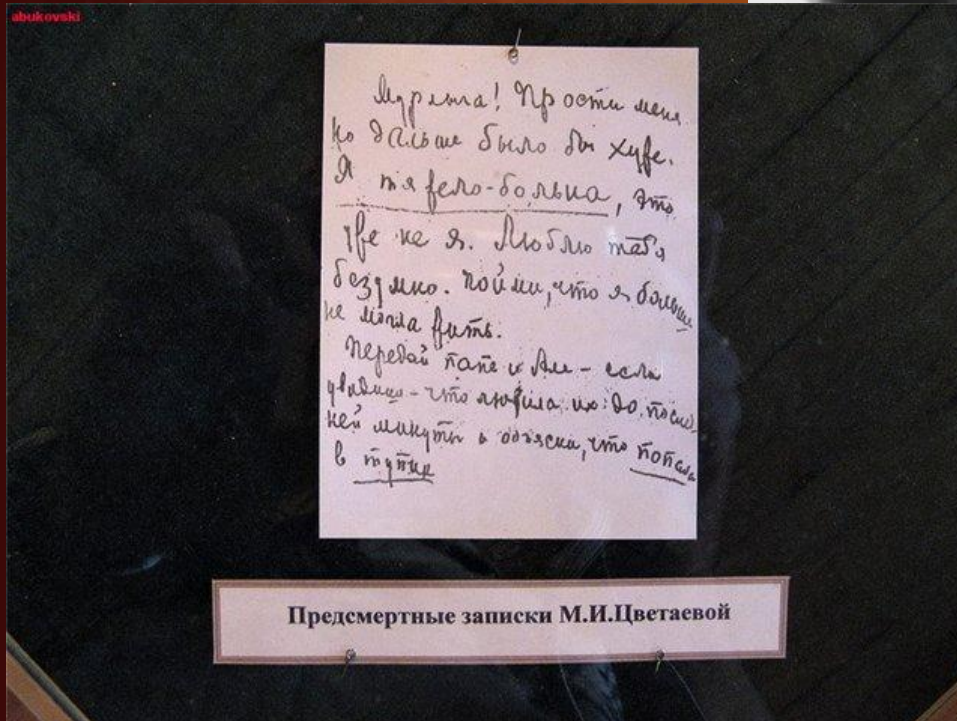 abukovski
Мурлыга! Прости меня
но дальше было бы хуже.
Я тяжело-больна, это
уже не я. Люблю тебя
безумно. Пойми, что я больше
не могла жить.
Передай папе и Але - если
увидишь - что любила их до послед.
ней минуты и объясни, что попала
в тупик
Предсмертные записки М.И.Цветаевой